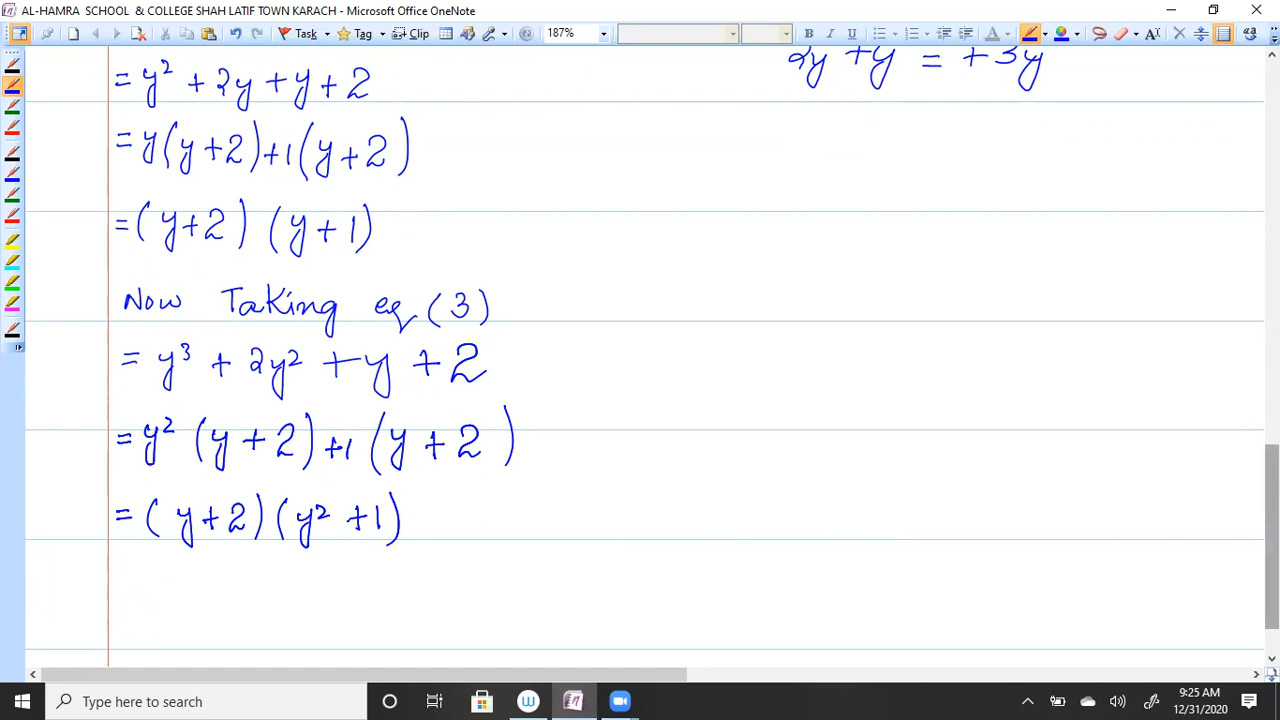 AL-HAMRA SCHOOL & COLLEGE SHAH LATIF TOWN KARACH - Microsoft Office OneNote
Task Tag Clip 187% B I U A
2y + y = + 3y
= y² + 2y + y + 2
= y(y+2)+1(y+2)
=(y+2) (y+1)
Now Taking eq (3)
= y³ + 2y² + y + 2
= y² (y + 2) +1 (y + 2)
= (y+2)(y² +1)
Type here to search
9:25 AM
12/31/2020